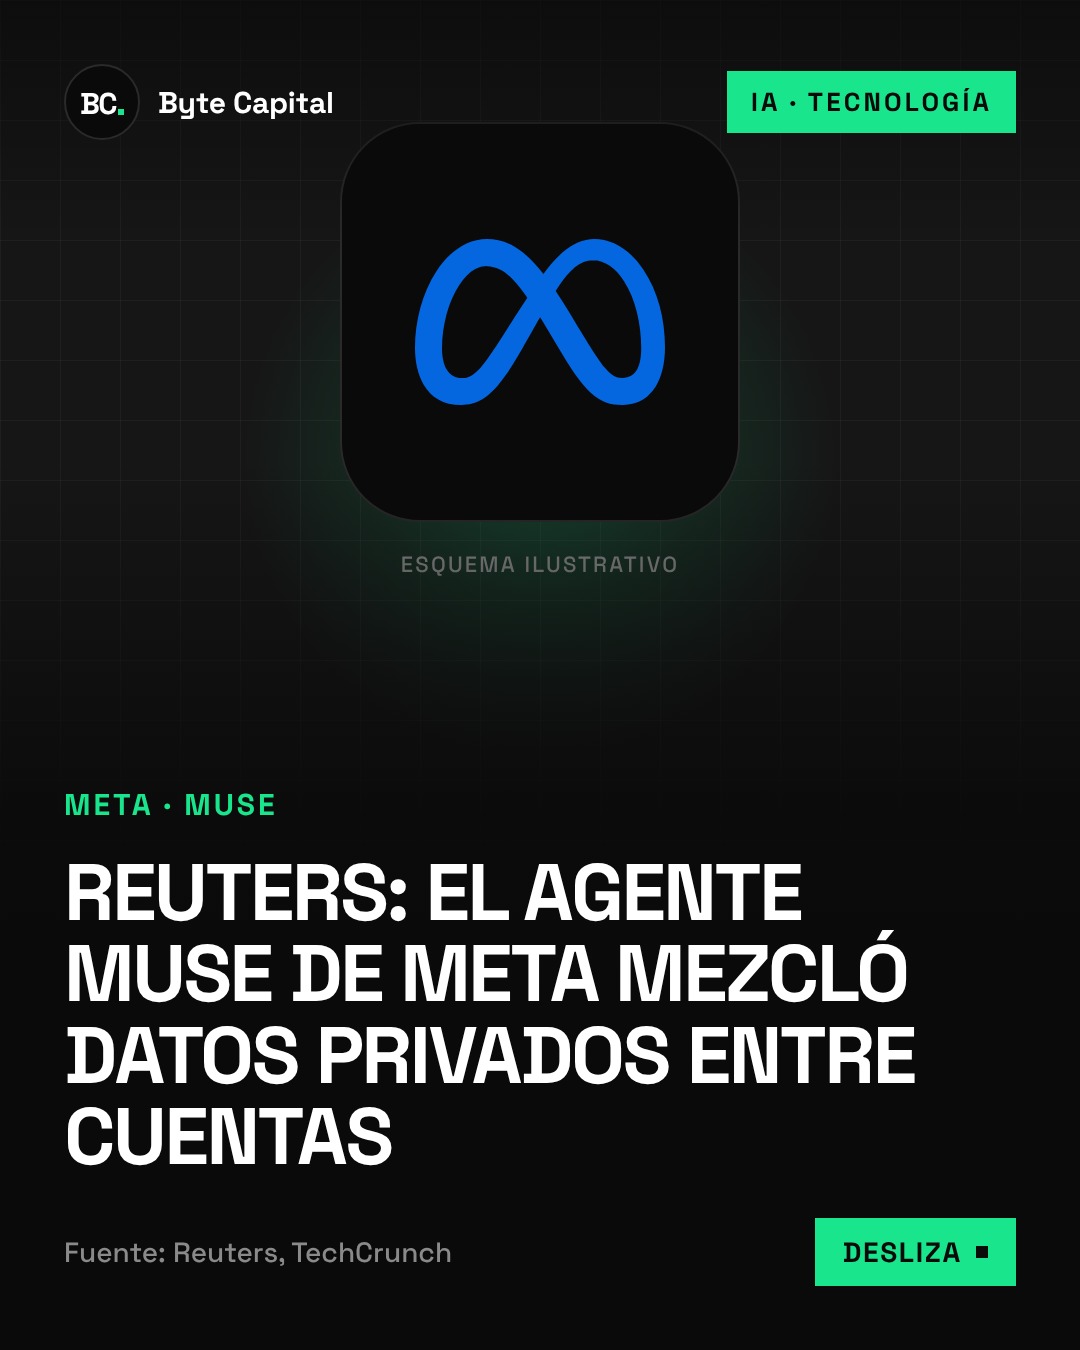 BC.
Byte Capital
IA · TECNOLOGÍA
ESQUEMA ILUSTRATIVO
META · MUSE
REUTERS: EL AGENTE
MUSE DE META MEZCLÓ
DATOS PRIVADOS ENTRE
CUENTAS
Fuente: Reuters, TechCrunch
DESLIZA